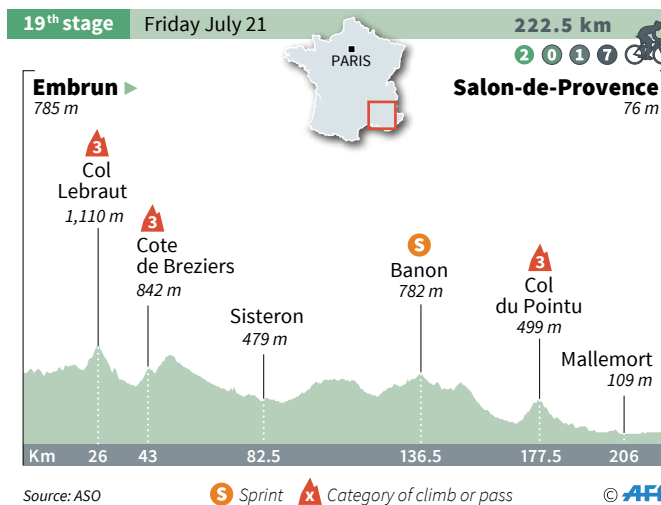 19th stage
Friday July 21
222.5 km
2 0 1 7
PARIS
Embrun
785 m
Salon-de-Provence
76 m
3
Col
Lebraut
1,110 m
3
Cote
de Breziers
842 m
Sisteron
479 m
S
Banon
782 m
3
Col
du Pointu
499 m
Mallemort
109 m
Km 26 43 82.5 136.5 177.5 206
Source: ASO
S Sprint
x Category of climb or pass
© AFP